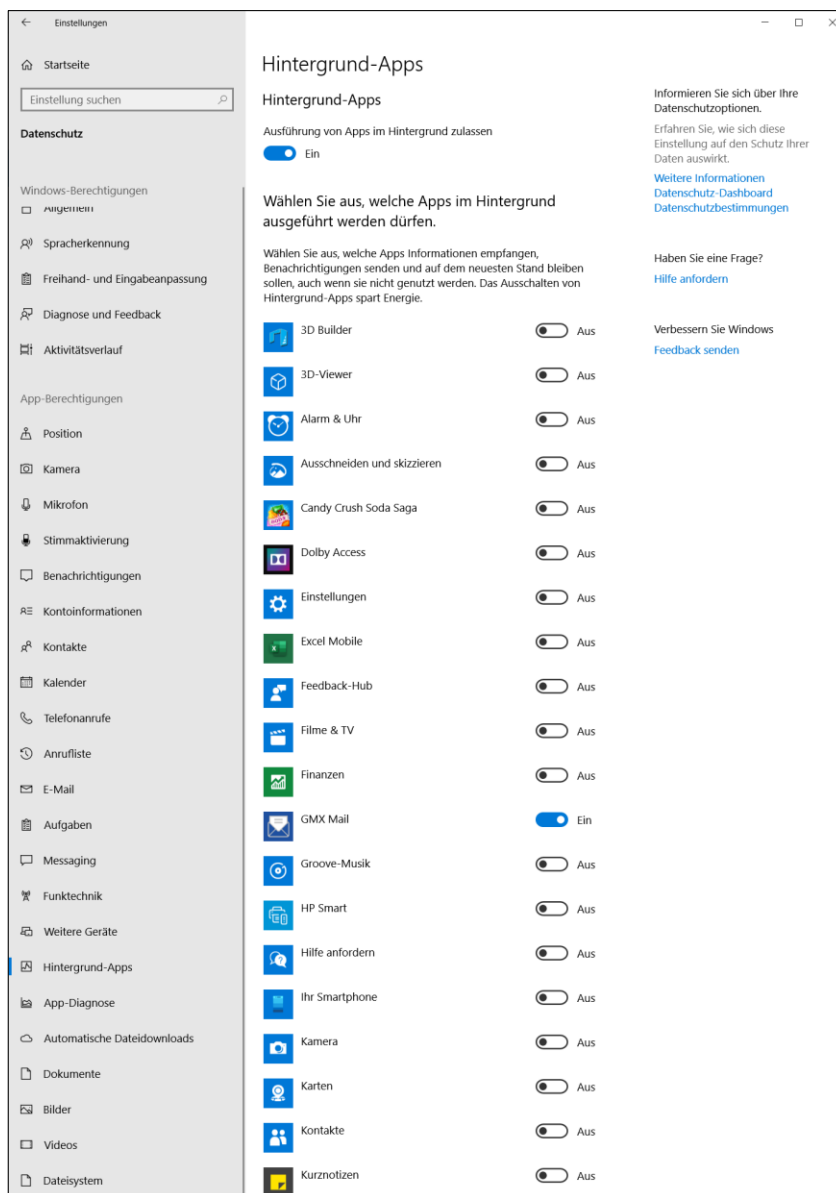 Einstellungen
Startseite
Einstellung suchen
Datenschutz
Windows-Berechtigungen
Allgemein
Spracherkennung
Freihand- und Eingabeanpassung
Diagnose und Feedback
Aktivitätsverlauf
App-Berechtigungen
Position
Kamera
Mikrofon
Stimmaktivierung
Benachrichtigungen
Kontoinformationen
Kontakte
Kalender
Telefonanrufe
Anrufliste
E-Mail
Aufgaben
Messaging
Funktechnik
Weitere Geräte
Hintergrund-Apps
App-Diagnose
Automatische Dateidownloads
Dokumente
Bilder
Videos
Dateisystem
Hintergrund-Apps
Hintergrund-Apps
Ausführung von Apps im Hintergrund zulassen
Ein
Wählen Sie aus, welche Apps im Hintergrund
ausgeführt werden dürfen.
Wählen Sie aus, welche Apps Informationen empfangen,
Benachrichtigungen senden und auf dem neuesten Stand bleiben
sollen, auch wenn sie nicht genutzt werden. Das Ausschalten von
Hintergrund-Apps spart Energie.
3D Builder Aus
3D-Viewer Aus
Alarm & Uhr Aus
Ausschneiden und skizzieren Aus
Candy Crush Soda Saga Aus
Dolby Access Aus
Einstellungen Aus
Excel Mobile Aus
Feedback-Hub Aus
Filme & TV Aus
Finanzen Aus
GMX Mail Ein
Groove-Musik Aus
HP Smart Aus
Hilfe anfordern Aus
Ihr Smartphone Aus
Kamera Aus
Karten Aus
Kontakte Aus
Kurznotizen Aus
Informieren Sie sich über Ihre
Datenschutzoptionen.
Erfahren Sie, wie sich diese
Einstellung auf den Schutz Ihrer
Daten auswirkt.
Weitere Informationen
Datenschutz-Dashboard
Datenschutzbestimmungen
Haben Sie eine Frage?
Hilfe anfordern
Verbessern Sie Windows
Feedback senden